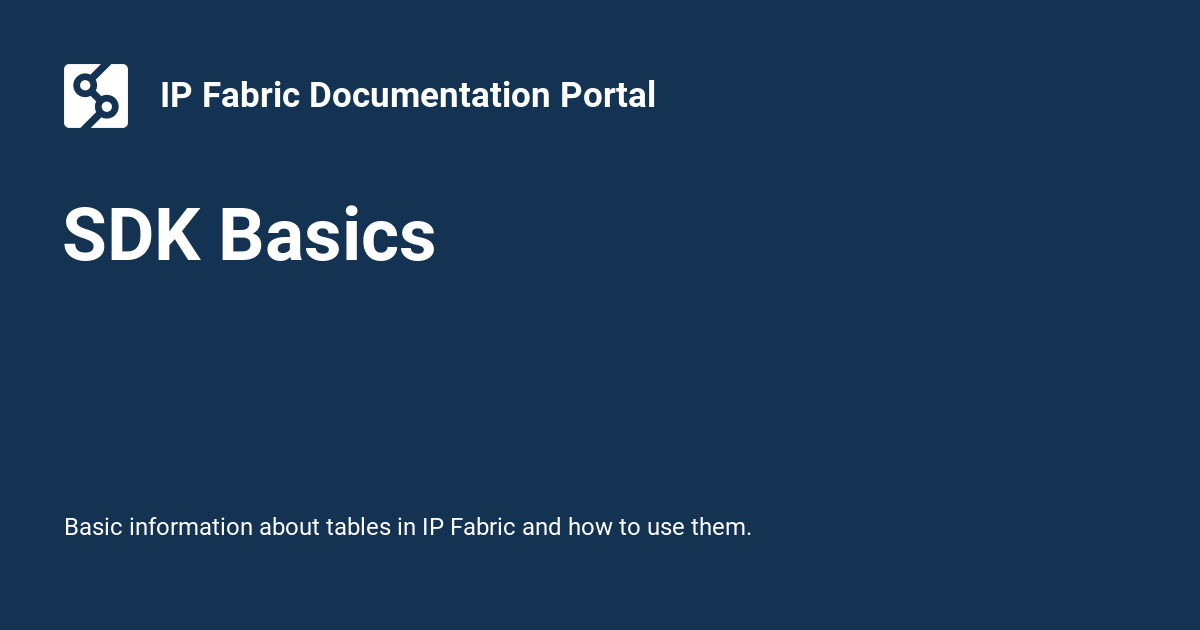 IP Fabric Documentation Portal
SDK Basics
Basic information about tables in IP Fabric and how to use them.